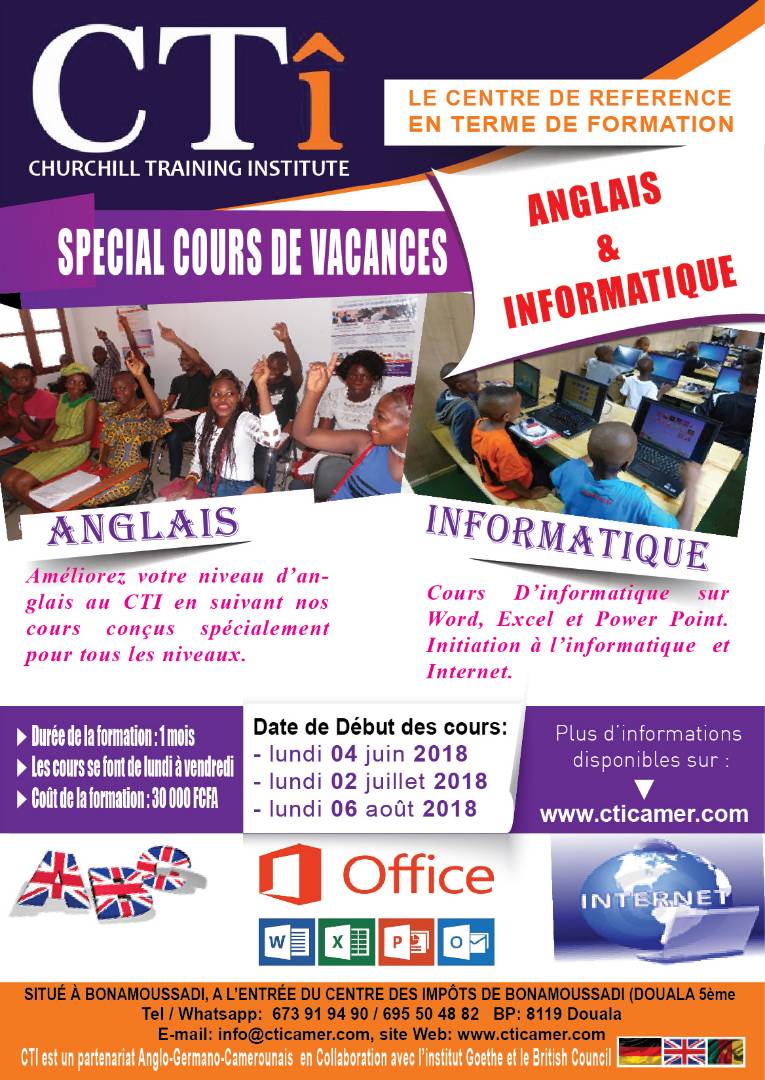 CTî
CHURCHILL TRAINING INSTITUTE
LE CENTRE DE REFERENCE
EN TERME DE FORMATION
SPECIAL COURS DE VACANCES
ANGLAIS
&
INFORMATIQUE
ANGLAIS
Améliorez votre niveau d’an-
glais au CTI en suivant nos
cours conçus spécialement
pour tous les niveaux.
INFORMATIQUE
Cours D’informatique sur
Word, Excel et Power Point.
Initiation à l’informatique et
Internet.
Durée de la formation : 1 mois
Les cours se font de lundi à vendredi
Coût de la formation : 30 000 FCFA
Date de Début des cours:
- lundi 04 juin 2018
- lundi 02 juillet 2018
- lundi 06 août 2018
Plus d’informations
disponibles sur :
www.cticamer.com
ABC
Office
W X P O
INTERNET
SITUÉ À BONAMOUSSADI, A L’ENTRÉE DU CENTRE DES IMPÔTS DE BONAMOUSSADI (DOUALA 5ème
Tel / Whatsapp: 673 91 94 90 / 695 50 48 82 BP: 8119 Douala
E-mail: info@cticamer.com, site Web: www.cticamer.com
CTI est un partenariat Anglo-Germano-Camerounais en Collaboration avec l’institut Goethe et le British Council